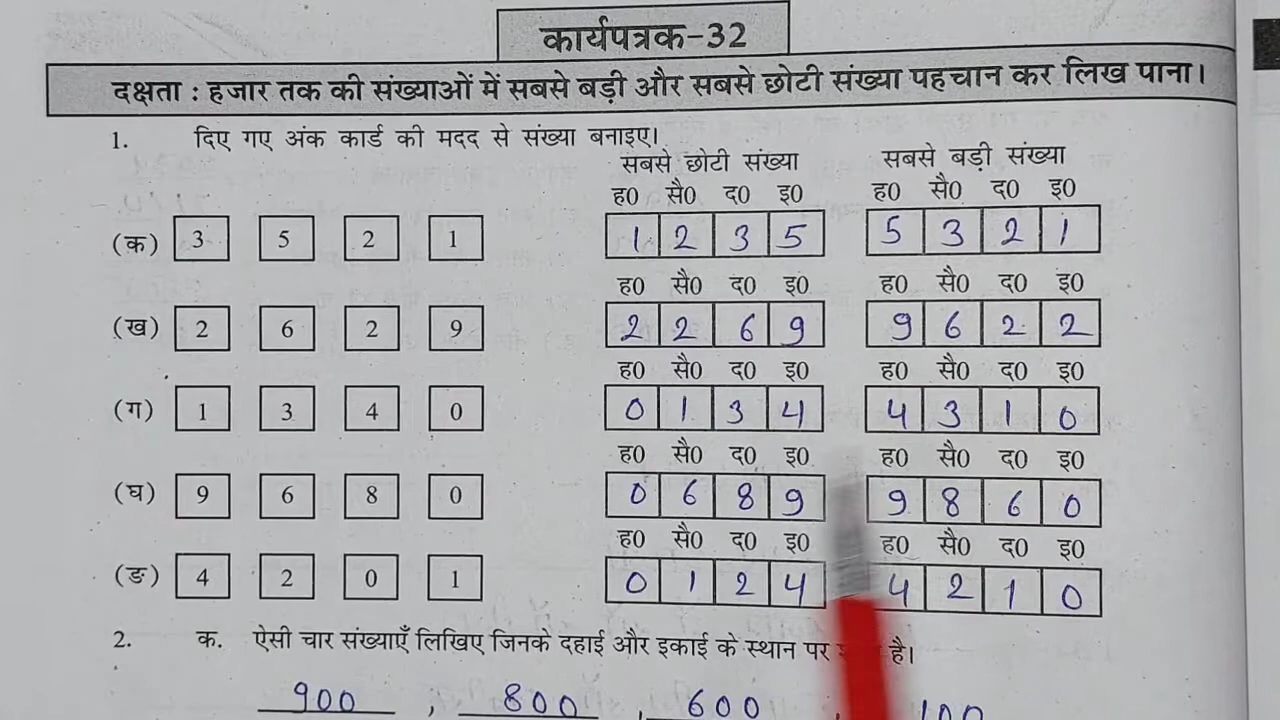 कार्यपत्रक-32
दक्षता : हजार तक की संख्याओं में सबसे बड़ी और सबसे छोटी संख्या पहचान कर लिख पाना।
1. दिए गए अंक कार्ड की मदद से संख्या बनाइए।
सबसे छोटी संख्या सबसे बड़ी संख्या
ह0 सै0 द0 इ0 ह0 सै0 द0 इ0
(क) 3 5 2 1 1 2 3 5 5 3 2 1
ह0 सै0 द0 इ0 ह0 सै0 द0 इ0
(ख) 2 6 2 9 2 2 6 9 9 6 2 2
ह0 सै0 द0 इ0 ह0 सै0 द0 इ0
(ग) 1 3 4 0 0 1 3 4 4 3 1 0
ह0 सै0 द0 इ0 ह0 सै0 द0 इ0
(घ) 9 6 8 0 0 6 8 9 9 8 6 0
ह0 सै0 द0 इ0 ह0 सै0 द0 इ0
(ङ) 4 2 0 1 0 1 2 4 4 2 1 0
2. क. ऐसी चार संख्याएँ लिखिए जिनके दहाई और इकाई के स्थान पर है।
900 , 800 , 600 , 100